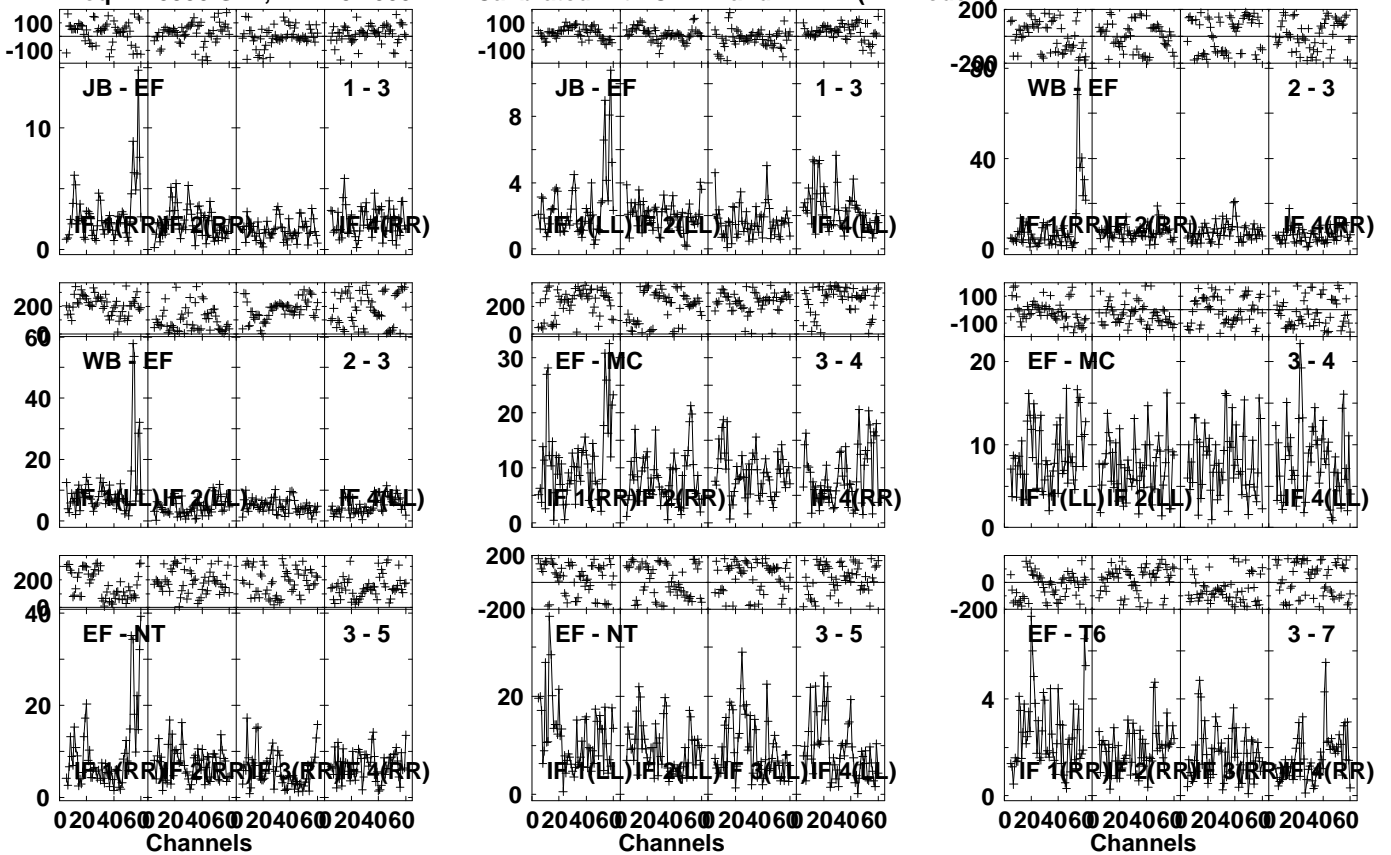 100
-100
100
-100
200
-200
JB - EF
1 - 3
JB - EF
1 - 3
WB - EF
2 - 3
10
0
8
4
0
80
40
0
IF 1(RR)
IF 2(RR)
IF 4(RR)
IF 1(LL)
IF 2(LL)
IF 4(LL)
IF 1(RR)
IF 2(RR)
IF 4(RR)
200
0
200
0
100
-100
WB - EF
2 - 3
EF - MC
3 - 4
EF - MC
3 - 4
60
40
20
0
30
20
10
0
20
10
0
IF 1(LL)
IF 2(LL)
IF 4(LL)
IF 1(RR)
IF 2(RR)
IF 4(RR)
IF 1(LL)
IF 2(LL)
IF 4(LL)
200
0
200
-200
0
-200
EF - NT
3 - 5
EF - NT
3 - 5
EF - T6
3 - 7
40
20
0
20
0
4
0
IF 1(RR)
IF 2(RR)
IF 3(RR)
IF 4(RR)
IF 1(LL)
IF 2(LL)
IF 3(LL)
IF 4(LL)
IF 1(RR)
IF 2(RR)
IF 3(RR)
IF 4(RR)
0 20 40 60 0 20 40 60 0 20 40 60 0 20 40 60
0 20 40 60 0 20 40 60 0 20 40 60 0 20 40 60
0 20 40 60 0 20 40 60 0 20 40 60 0 20 40 60
Channels
Channels
Channels